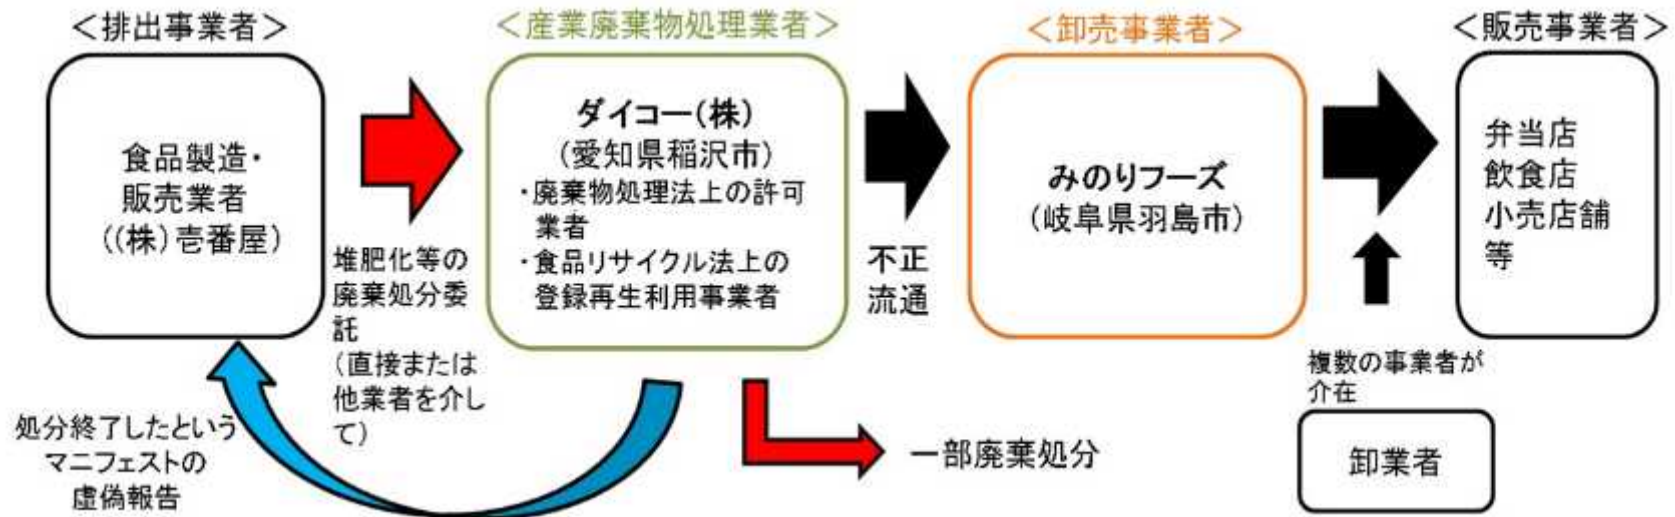 ＜排出事業者＞
食品製造・
販売業者
((株)壱番屋)
堆肥化等の
廃棄処分委
託
(直接または
他業者を介し
て)
＜産業廃棄物処理業者＞
ダイコー(株)
(愛知県稲沢市)
・廃棄物処理法上の許可
業者
・食品リサイクル法上の
登録再生利用事業者
不正
流通
＜卸売事業者＞
みのりフーズ
(岐阜県羽島市)
＜販売事業者＞
弁当店
飲食店
小売店舗
等
複数の事業者が
介在
卸業者
処分終了したという
マニフェストの
虚偽報告
一部廃棄処分